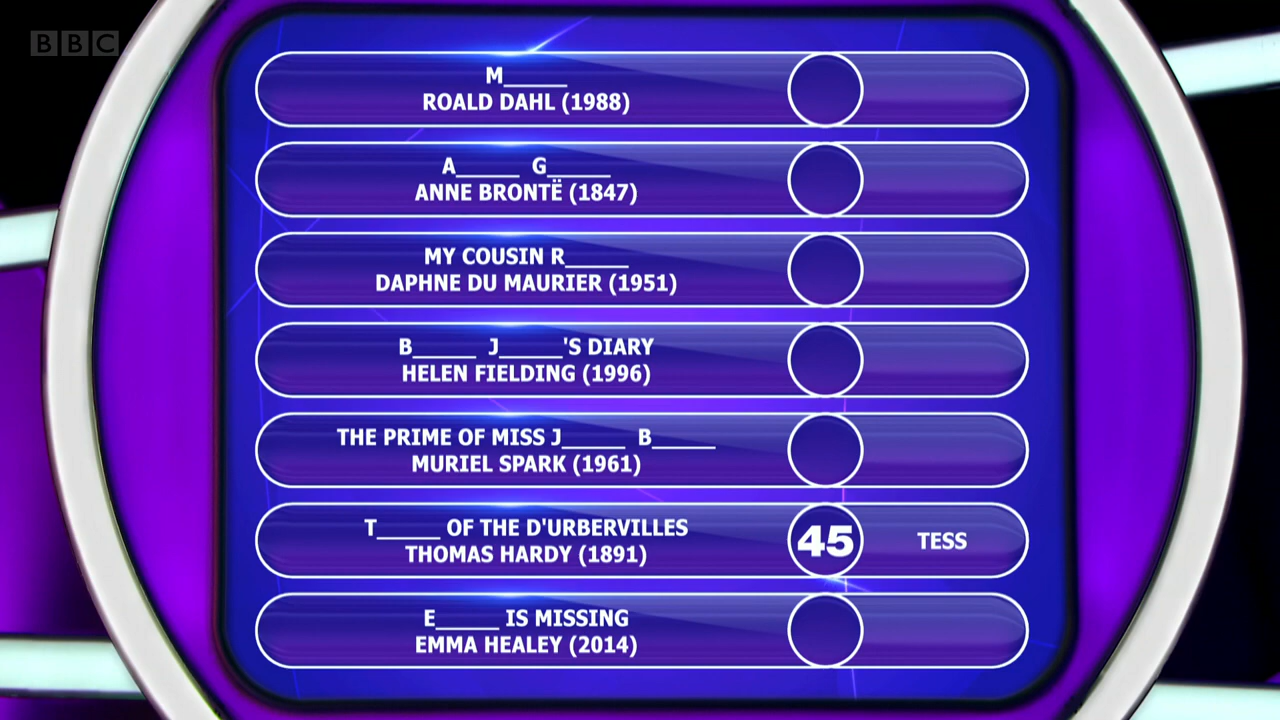 BBC
M_____
ROALD DAHL (1988)
A_____ G_____
ANNE BRONTË (1847)
MY COUSIN R_____
DAPHNE DU MAURIER (1951)
B_____ J_____'S DIARY
HELEN FIELDING (1996)
THE PRIME OF MISS J_____ B______
MURIEL SPARK (1961)
T_____ OF THE D'URBERVILLES
THOMAS HARDY (1891)
45
TESS
E_____ IS MISSING
EMMA HEALEY (2014)